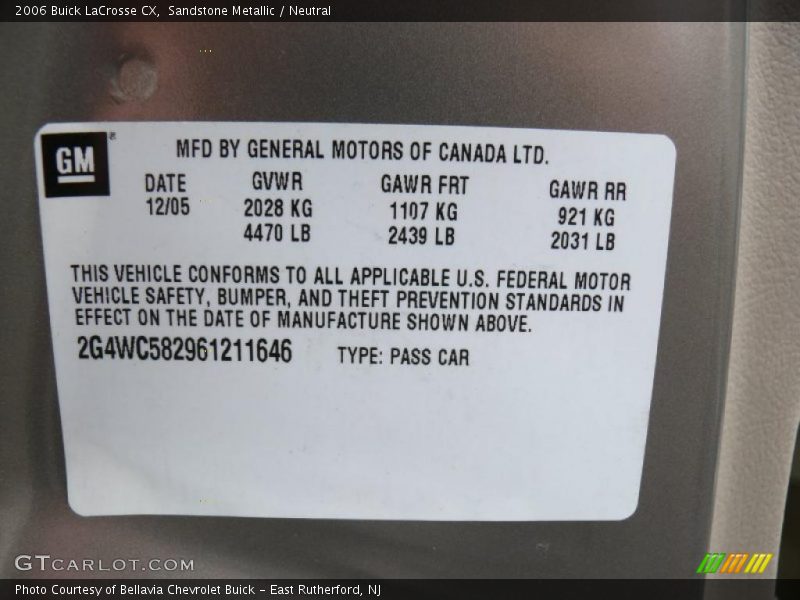 2006 Buick LaCrosse CX,  Sandstone Metallic / Neutral
GM®
MFD BY GENERAL MOTORS OF CANADA LTD.
DATE GVWR GAWR FRT GAWR RR
12/05 2028 KG 1107 KG 921 KG
4470 LB 2439 LB 2031 LB
THIS VEHICLE CONFORMS TO ALL APPLICABLE U.S. FEDERAL MOTOR
VEHICLE SAFETY, BUMPER, AND THEFT PREVENTION STANDARDS IN
EFFECT ON THE DATE OF MANUFACTURE SHOWN ABOVE.
2G4WC582961211646 TYPE: PASS CAR
GTCARLOT.COM
Photo Courtesy of Bellavia Chevrolet Buick – East Rutherford, NJ